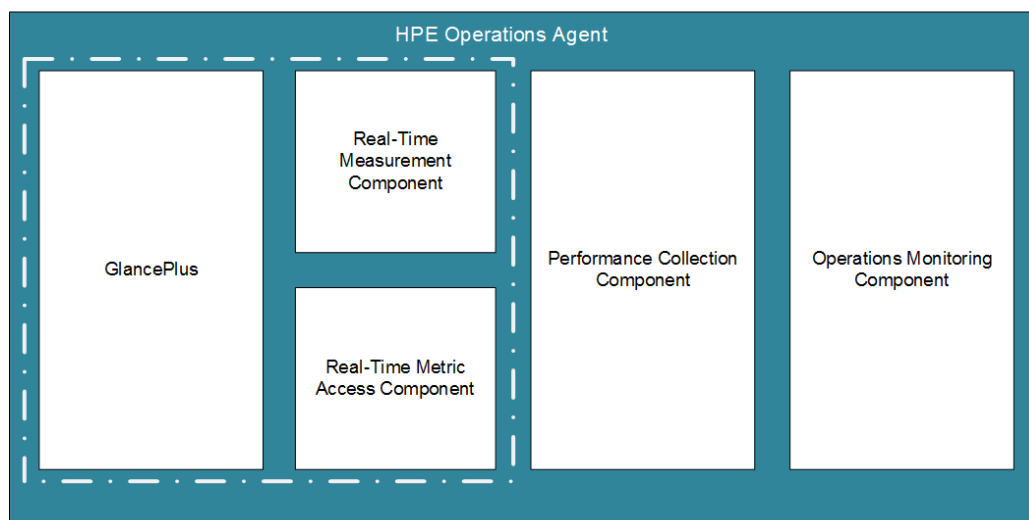 HPE Operations Agent
GlancePlus
Real-Time
Measurement
Component
Real-Time Metric
Access Component
Performance Collection
Component
Operations Monitoring
Component